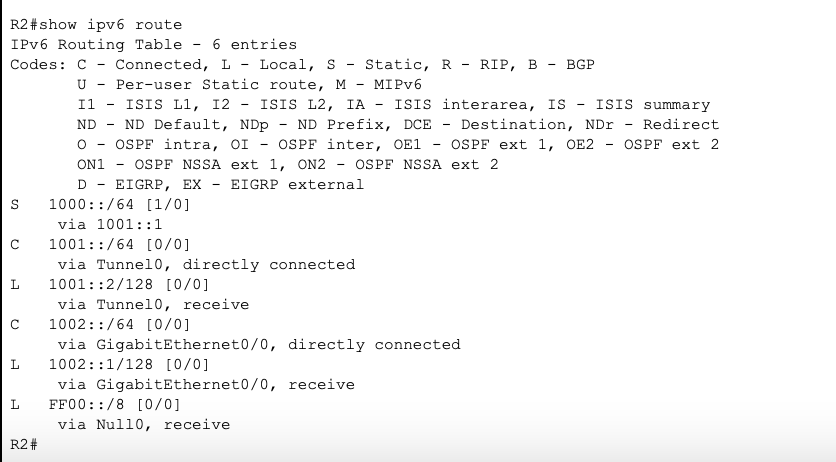 R2#show ipv6 route
IPv6 Routing Table - 6 entries
Codes: C - Connected, L - Local, S - Static, R - RIP, B - BGP
U - Per-user Static route, M - MIPv6
I1 - ISIS L1, I2 - ISIS L2, IA - ISIS interarea, IS - ISIS summary
ND - ND Default, NDp - ND Prefix, DCE - Destination, NDr - Redirect
O - OSPF intra, OI - OSPF inter, OE1 - OSPF ext 1, OE2 - OSPF ext 2
ON1 - OSPF NSSA ext 1, ON2 - OSPF NSSA ext 2
D - EIGRP, EX - EIGRP external
S 1000::/64 [1/0]
via 1001::1
C 1001::/64 [0/0]
via Tunnel0, directly connected
L 1001::2/128 [0/0]
via Tunnel0, receive
C 1002::/64 [0/0]
via GigabitEthernet0/0, directly connected
L 1002::1/128 [0/0]
via GigabitEthernet0/0, receive
L FF00::/8 [0/0]
via Null0, receive
R2#